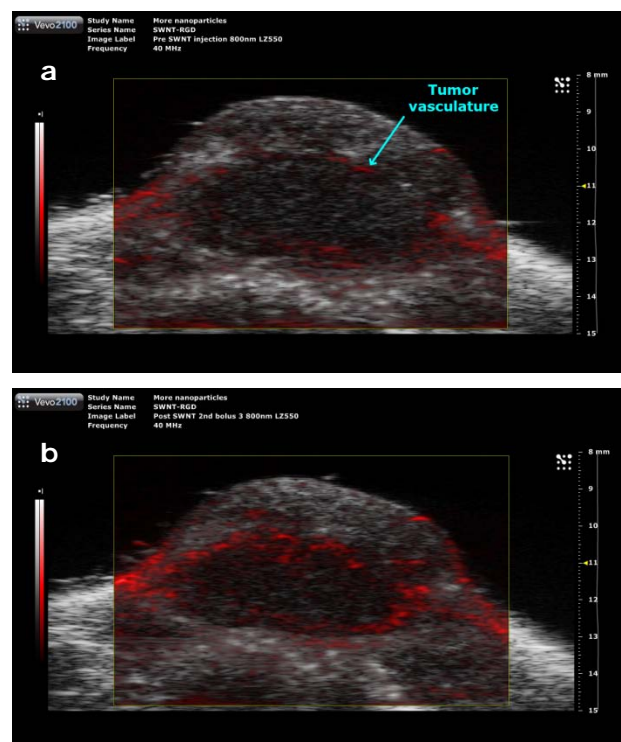 Vevo2100
Study Name More nanoparticles
Series Name SWNT-RGD
Image Label Pre SWNT injection 800nm LZ550
Frequency 40 MHz
a
Tumor
vasculature
8 mm
9
10
11
12
13
14
15
Vevo2100
Study Name More nanoparticles
Series Name SWNT-RGD
Image Label Post SWNT 2nd bolus 3 800nm LZ550
Frequency 40 MHz
b
8 mm
9
10
11
12
13
14
15